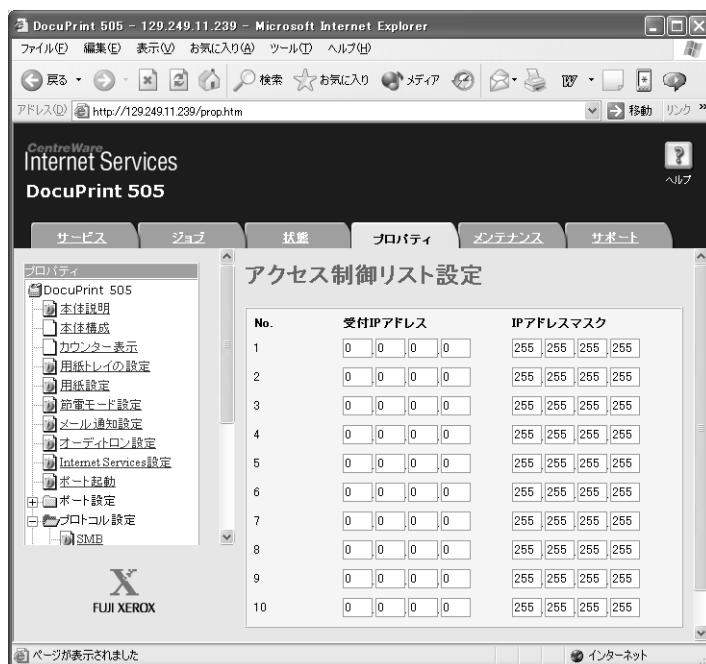 DocuPrint 505 - 129.249.11.239 - Microsoft Internet Explorer
ファイル(F) 編集(E) 表示(V) お気に入り(A) ツール(T) ヘルプ(H)
戻る 検索 お気に入り メディア
アドレス(D) http://129.249.11.239/prop.htm 移動 リンク »
CentreWare
Internet Services
DocuPrint 505
ヘルプ
サービス ジョブ 状態 プロパティ メンテナンス サポート
プロパティ
DocuPrint 505
本体説明
本体構成
カウンター表示
用紙トレイの設定
用紙設定
節電モード設定
メール通知設定
オーディトロン設定
Internet Services設定
ポート起動
ポート設定
プロトコル設定
SMB
X
FUJI XEROX
アクセス制御リスト設定
No. 受付IPアドレス IPアドレスマスク
1 0.0.0.0 255.255.255.255
2 0.0.0.0 255.255.255.255
3 0.0.0.0 255.255.255.255
4 0.0.0.0 255.255.255.255
5 0.0.0.0 255.255.255.255
6 0.0.0.0 255.255.255.255
7 0.0.0.0 255.255.255.255
8 0.0.0.0 255.255.255.255
9 0.0.0.0 255.255.255.255
10 0.0.0.0 255.255.255.255
ページが表示されました インターネット